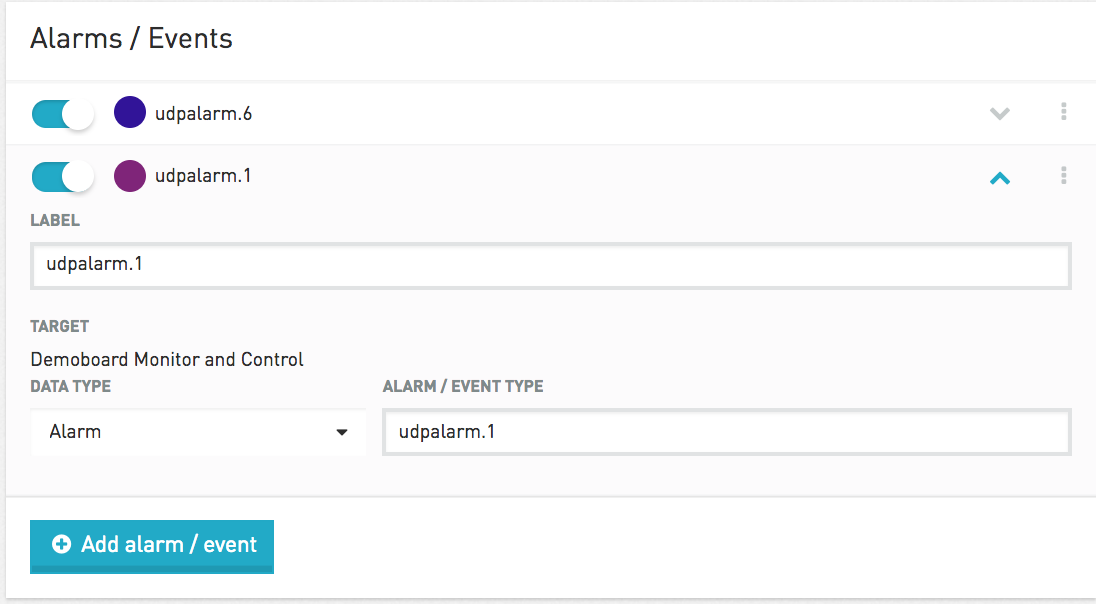 Alarms / Events
udpalarm.6
udpalarm.1
LABEL
udpalarm.1
TARGET
Demoboard Monitor and Control
DATA TYPE
ALARM / EVENT TYPE
Alarm
udpalarm.1
Add alarm / event